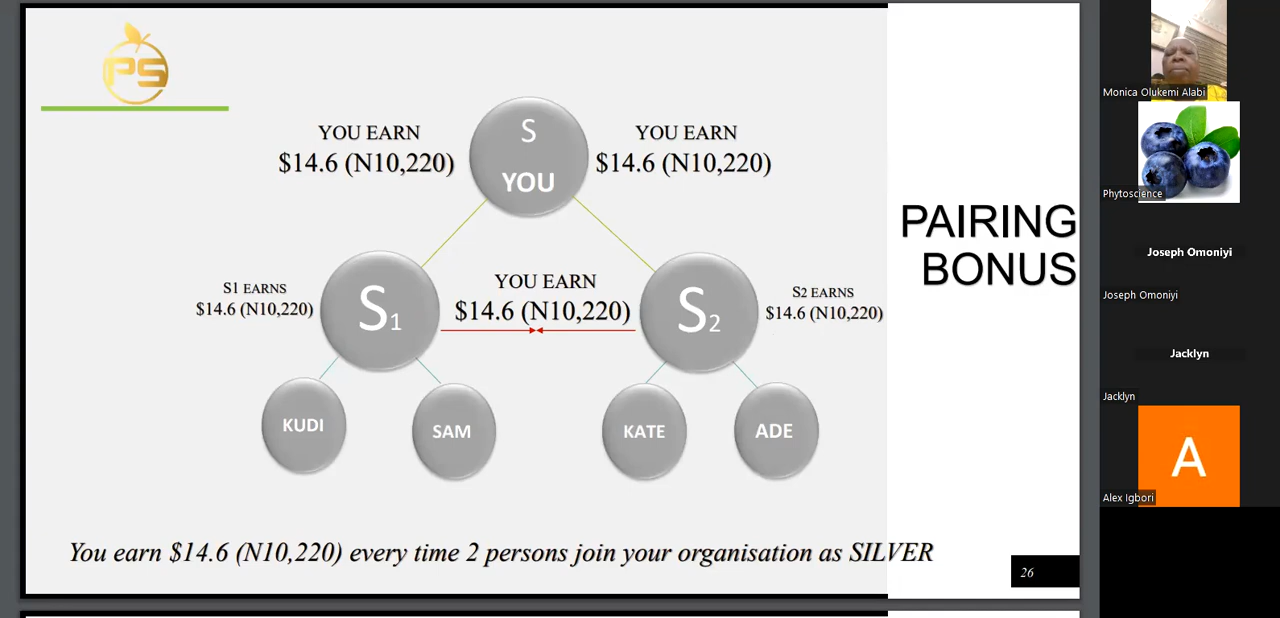 PS
YOU EARN
$14.6 (N10,220)
S
YOU
YOU EARN
$14.6 (N10,220)
S1 EARNS
$14.6 (N10,220)
S1
YOU EARN
$14.6 (N10,220)
S2
S2 EARNS
$14.6 (N10,220)
KUDI
SAM
KATE
ADE
You earn $14.6 (N10,220) every time 2 persons join your organisation as SILVER
PAIRING
BONUS
26
Monica Olukemi Alabi
Phytoscience
Joseph Omoniyi
Joseph Omoniyi
Jacklyn
Jacklyn
A
Alex Igbori